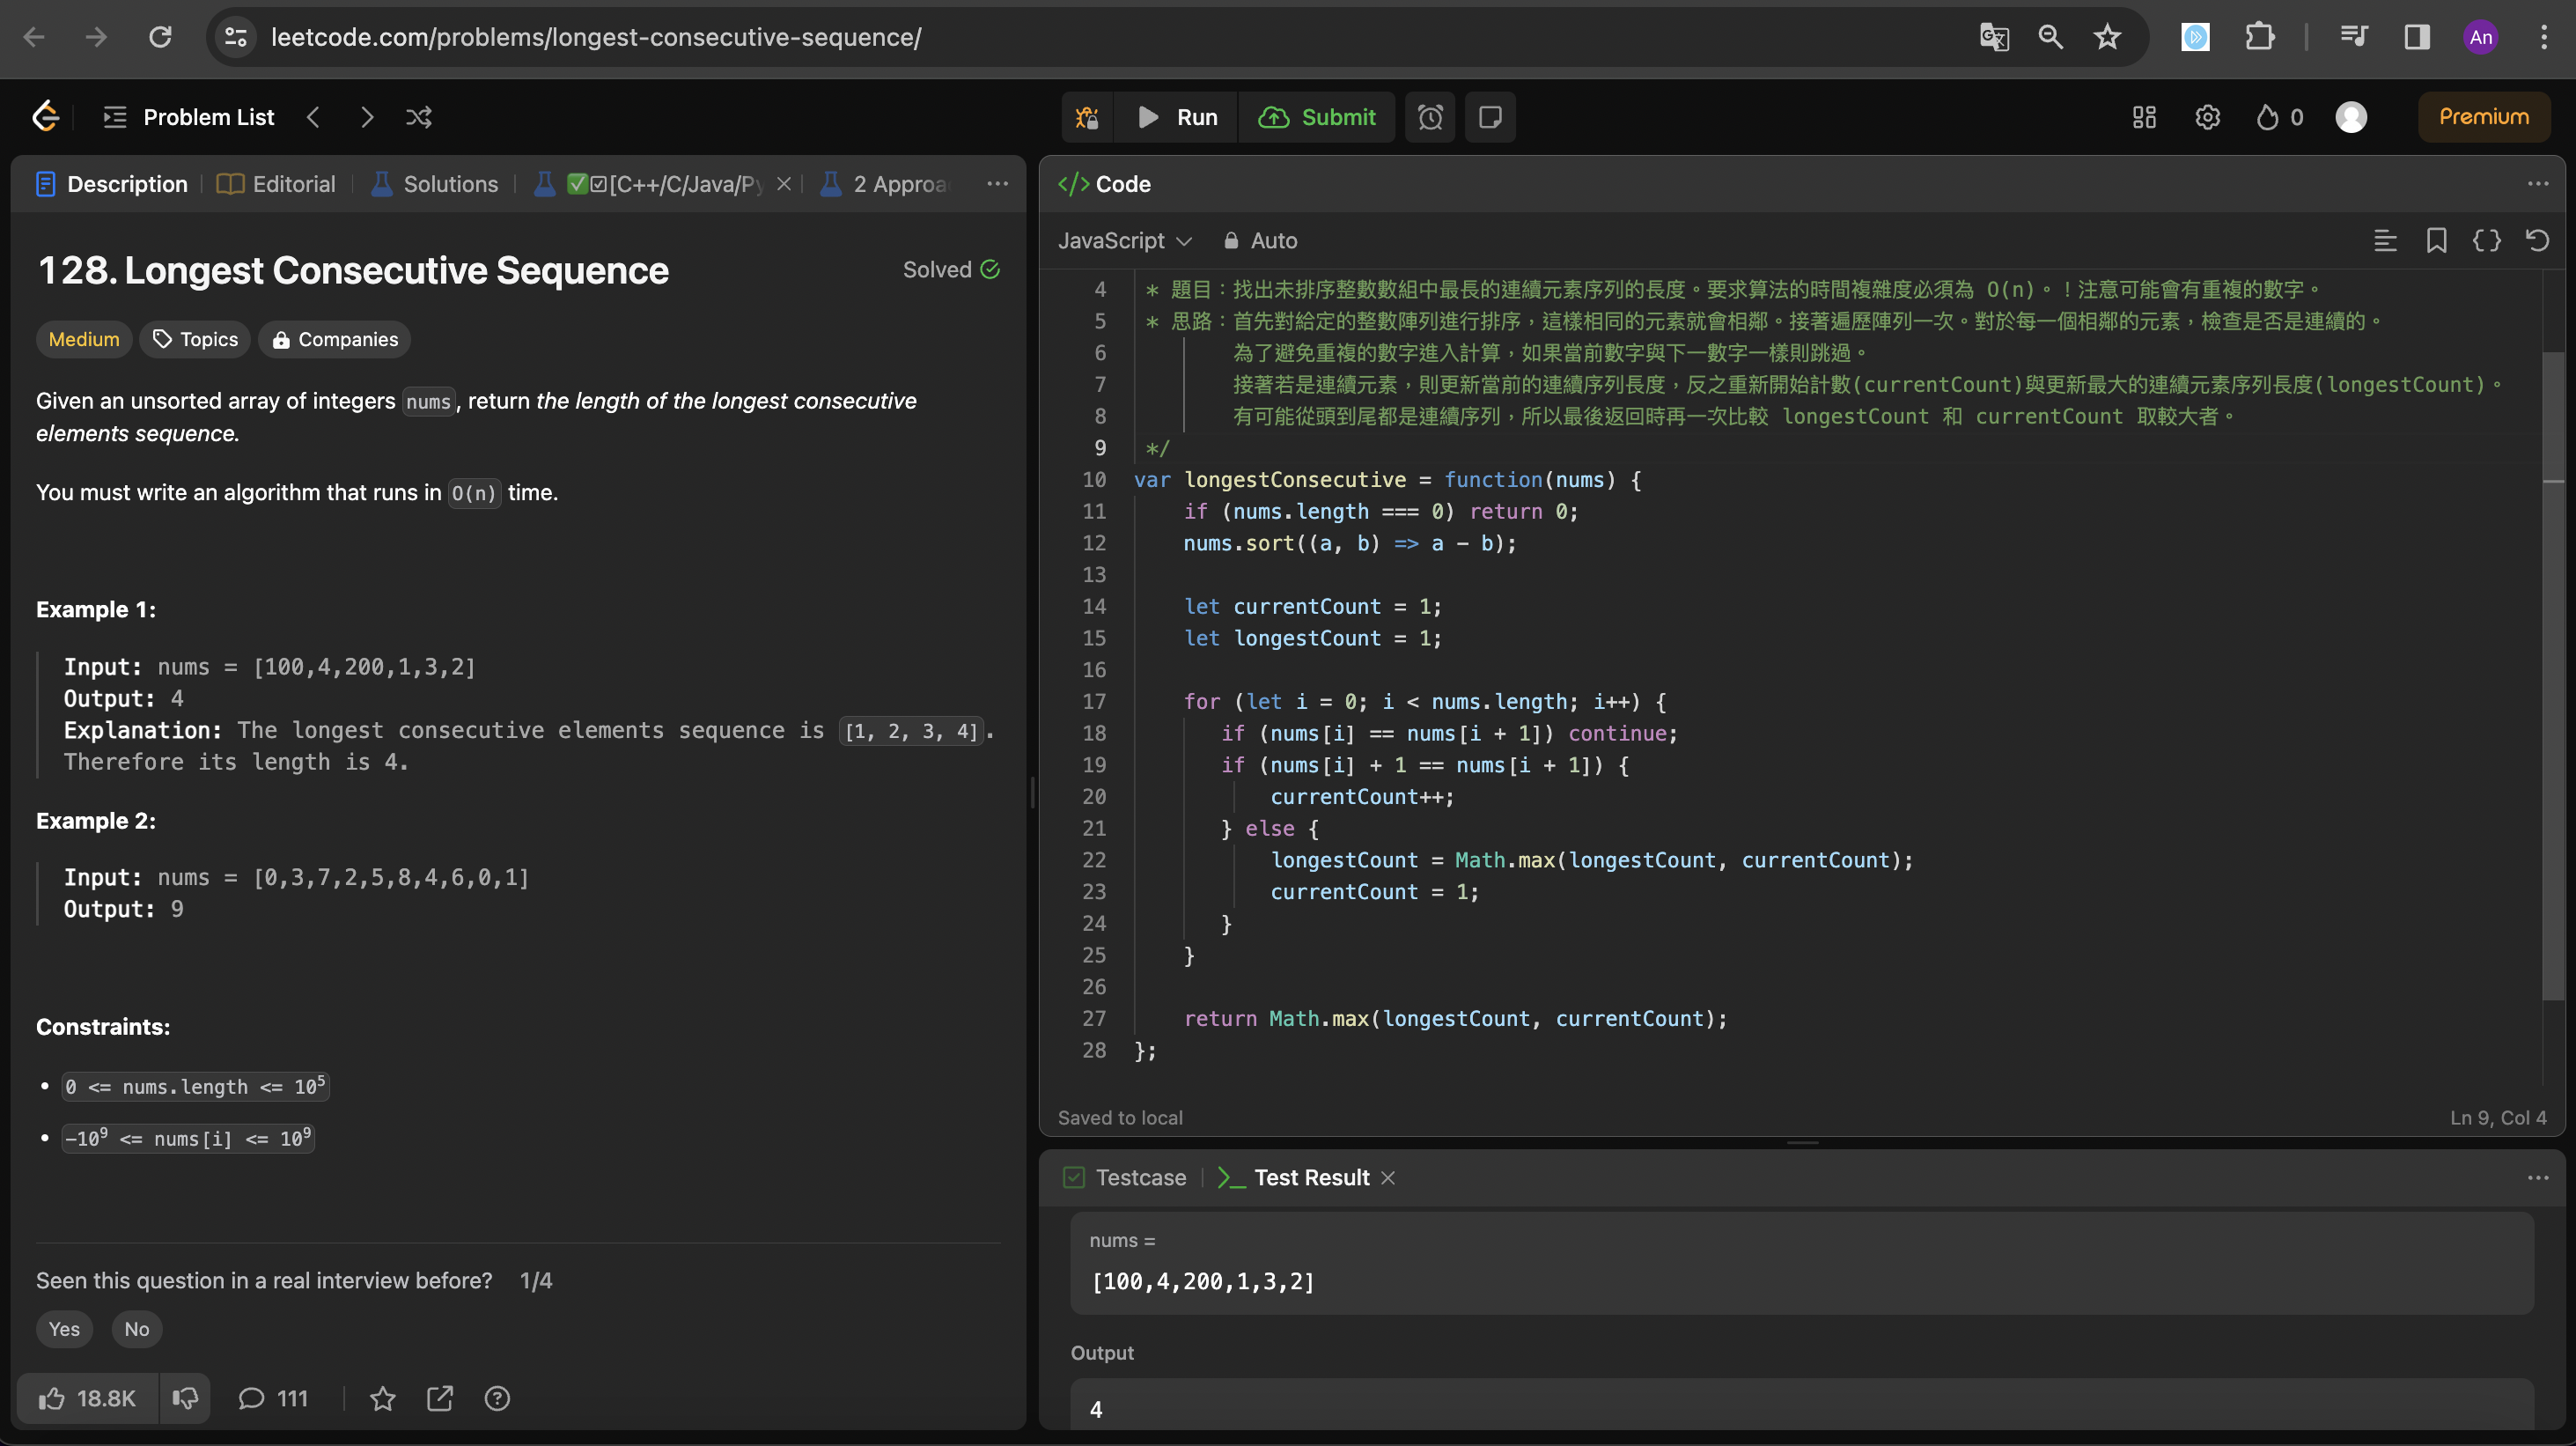 leetcode.com/problems/longest-consecutive-sequence/
An
Problem List
Run
Submit
0
Premium
Description
Editorial
Solutions
[C++/C/Java/Py
2 Approa
128. Longest Consecutive Sequence
Solved
Medium
Topics
Companies
Given an unsorted array of integers nums, return the length of the longest consecutive
elements sequence.
You must write an algorithm that runs in O(n) time.
Example 1:
Input: nums = [100,4,200,1,3,2]
Output: 4
Explanation: The longest consecutive elements sequence is [1, 2, 3, 4].
Therefore its length is 4.
Example 2:
Input: nums = [0,3,7,2,5,8,4,6,0,1]
Output: 9
Constraints:
• 0 <= nums.length <= 10⁵
• -10⁹ <= nums[i] <= 10⁹
Seen this question in a real interview before? 1/4
Yes No
18.8K
111
Code
JavaScript
Auto
4 * 題目：找出未排序整數數組中最長的連續元素序列的長度。要求算法的時間複雜度必須為 O(n)。！注意可能會有重複的數字。
5 * 思路：首先對給定的整數陣列進行排序，這樣相同的元素就會相鄰。接著遍歷陣列一次。對於每一個相鄰的元素，檢查是否是連續的。
6 為了避免重複的數字進入計算，如果當前數字與下一數字一樣則跳過。
7 接著若是連續元素，則更新當前的連續序列長度，反之重新開始計數(currentCount)與更新最大的連續元素序列長度(longestCount)。
8 有可能從頭到尾都是連續序列，所以最後返回時再一次比較 longestCount 和 currentCount 取較大者。
9 */
10 var longestConsecutive = function(nums) {
11 if (nums.length === 0) return 0;
12 nums.sort((a, b) => a - b);
13
14 let currentCount = 1;
15 let longestCount = 1;
16
17 for (let i = 0; i < nums.length; i++) {
18 if (nums[i] == nums[i + 1]) continue;
19 if (nums[i] + 1 == nums[i + 1]) {
20 currentCount++;
21 } else {
22 longestCount = Math.max(longestCount, currentCount);
23 currentCount = 1;
24 }
25 }
26
27 return Math.max(longestCount, currentCount);
28 };
Saved to local
Ln 9, Col 4
Testcase
Test Result
nums =
[100,4,200,1,3,2]
Output
4